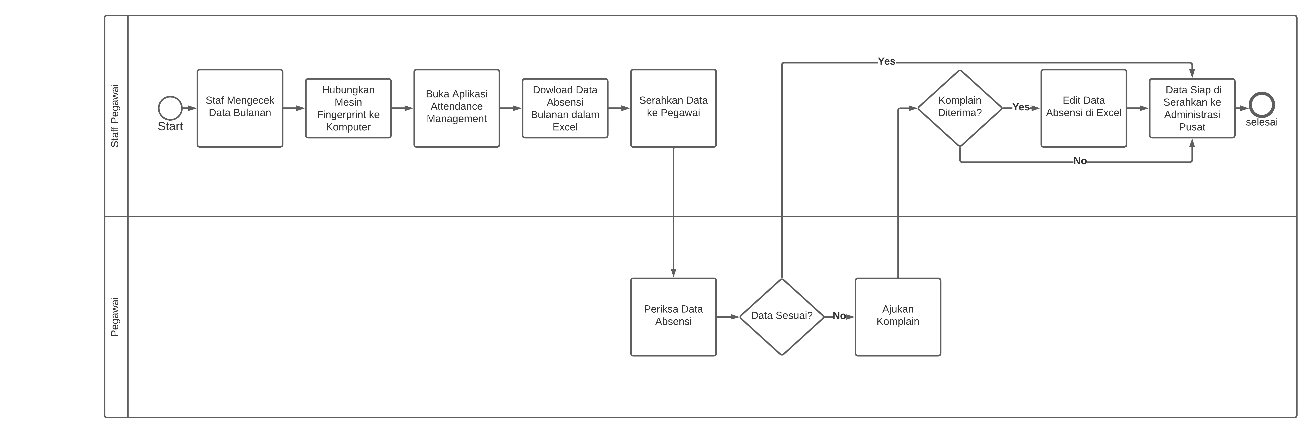 Staff Pegawai
Start
Staf Mengecek
Data Bulanan
Hubungkan
Mesin
Fingerprint ke
Komputer
Buka Aplikasi
Attendance
Management
Dowload Data
Absensi
Bulanan dalam
Excel
Serahkan Data
ke Pegawai
Yes
Komplain
Diterima?
Yes
Edit Data
Absensi di Excel
No
Data Siap di
Serahkan ke
Administrasi
Pusat
selesai
Pegawai
Periksa Data
Absensi
Data Sesuai?
No
Ajukan
Komplain